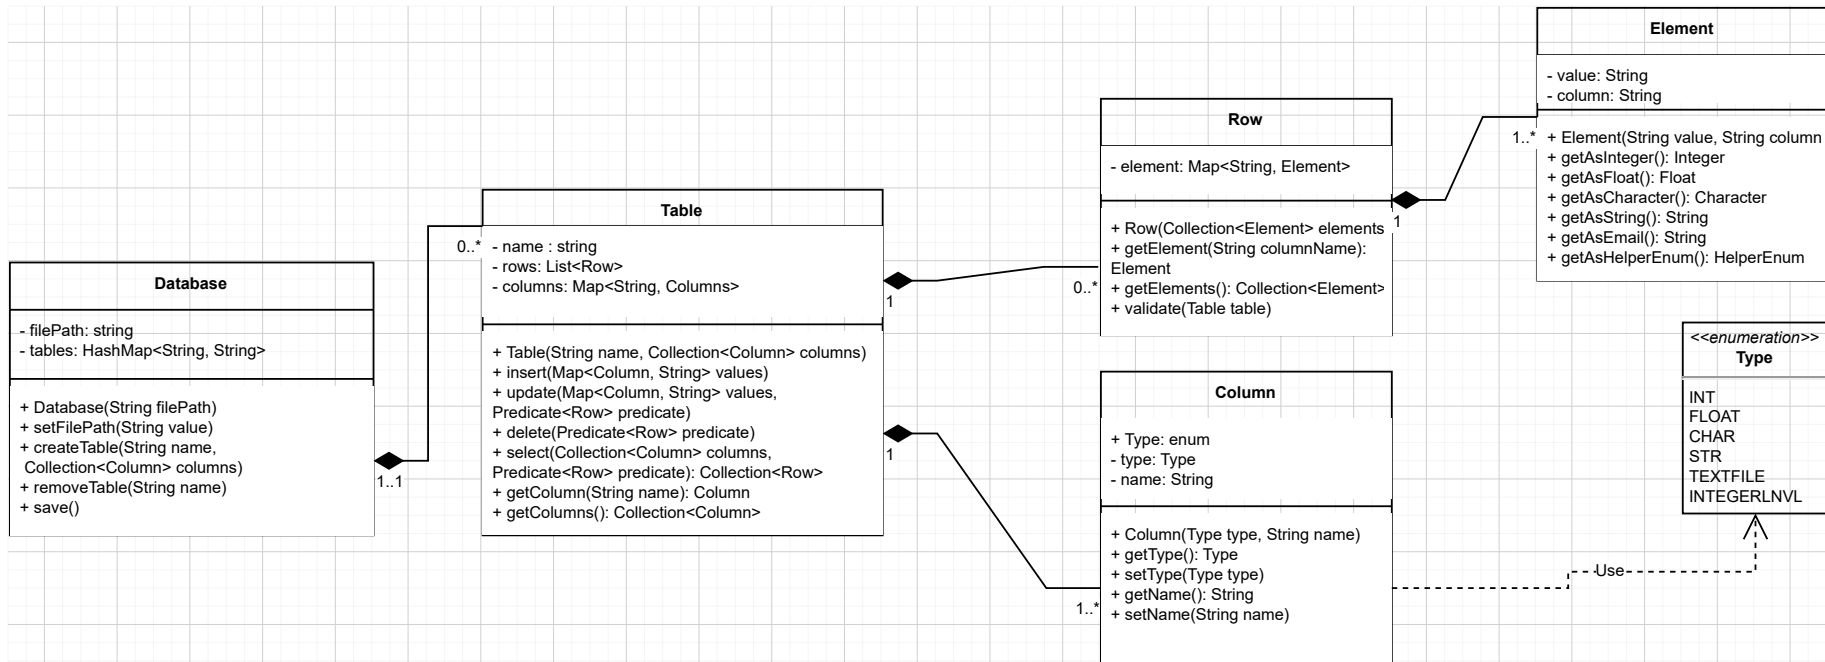 Database
- filePath: string
- tables: HashMap<String, String>
+ Database(String filePath)
+ setFilePath(String value)
+ createTable(String name,
Collection<Column> columns)
+ removeTable(String name)
+ save()
1..1
0..*
Table
- name : string
- rows: List<Row>
- columns: Map<String, Columns>
+ Table(String name, Collection<Column> columns)
+ insert(Map<Column, String> values)
+ update(Map<Column, String> values,
Predicate<Row> predicate)
+ delete(Predicate<Row> predicate)
+ select(Collection<Column> columns,
Predicate<Row> predicate): Collection<Row>
+ getColumn(String name): Column
+ getColumns(): Collection<Column>
1
0..*
1
1..*
Row
- element: Map<String, Element>
+ Row(Collection<Element> elements
+ getElement(String columnName):
Element
+ getElements(): Collection<Element>
+ validate(Table table)
1
1..*
Column
+ Type: enum
- type: Type
- name: String
+ Column(Type type, String name)
+ getType(): Type
+ setType(Type type)
+ getName(): String
+ setName(String name)
Use
Element
- value: String
- column: String
+ Element(String value, String column
+ getAsInteger(): Integer
+ getAsFloat(): Float
+ getAsCharacter(): Character
+ getAsString(): String
+ getAsEmail(): String
+ getAsHelperEnum(): HelperEnum
<<enumeration>>
Type
INT
FLOAT
CHAR
STR
TEXTFILE
INTEGERLNVL